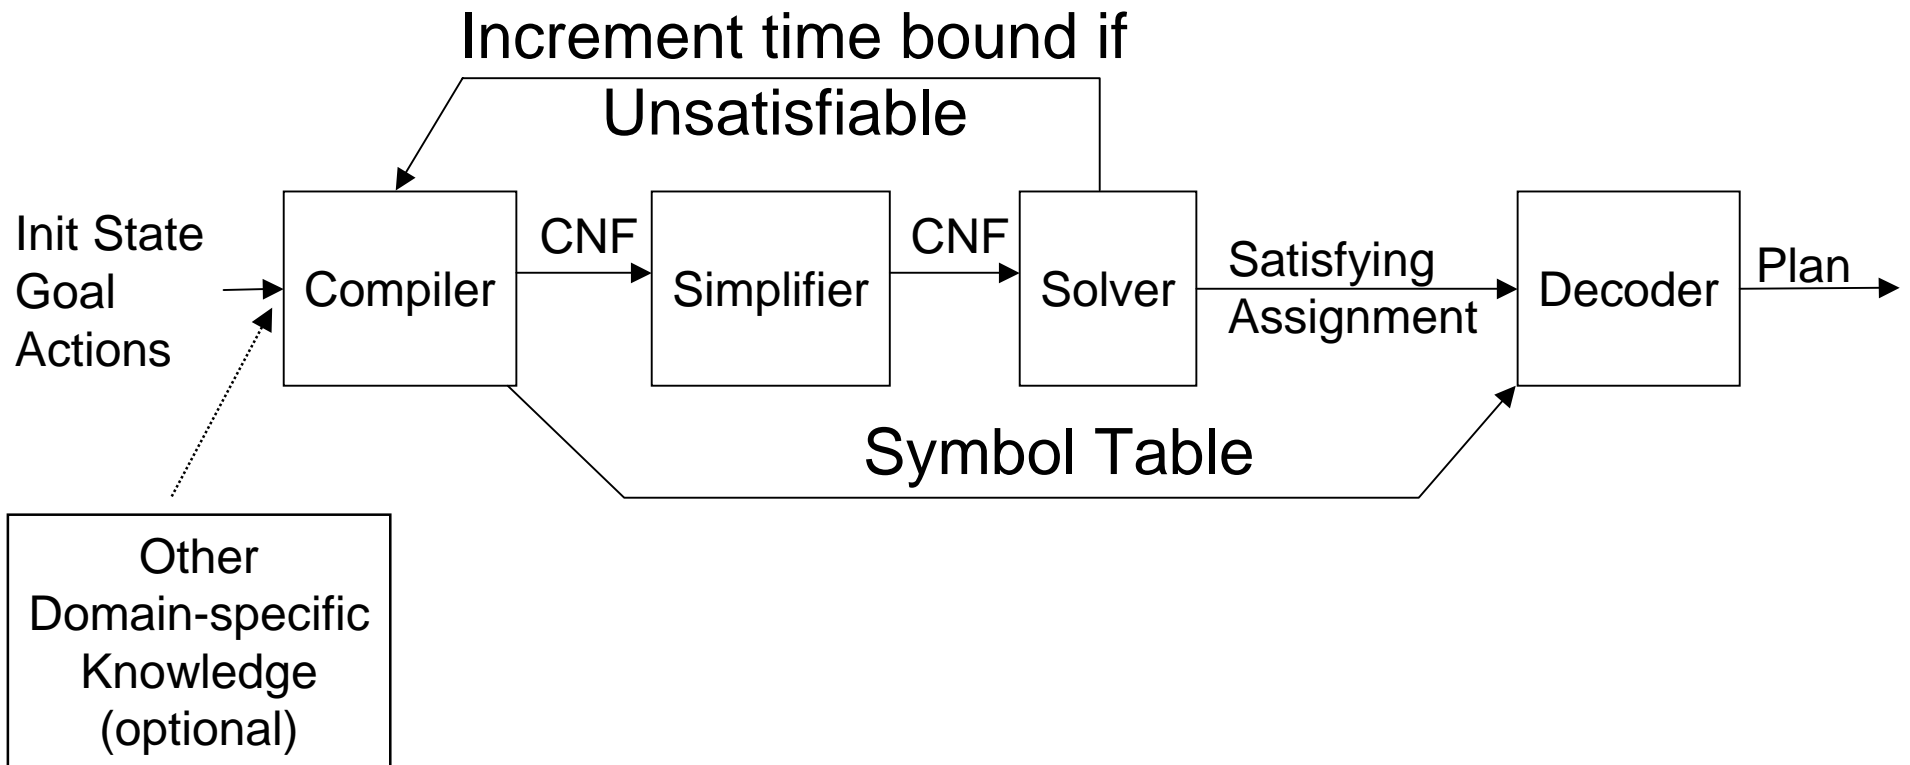 Increment time bound if
Unsatisfiable
Init State
Goal
Actions
Compiler
CNF
Simplifier
CNF
Solver
Satisfying
Assignment
Decoder
Plan
Symbol Table
Other
Domain-specific
Knowledge
(optional)